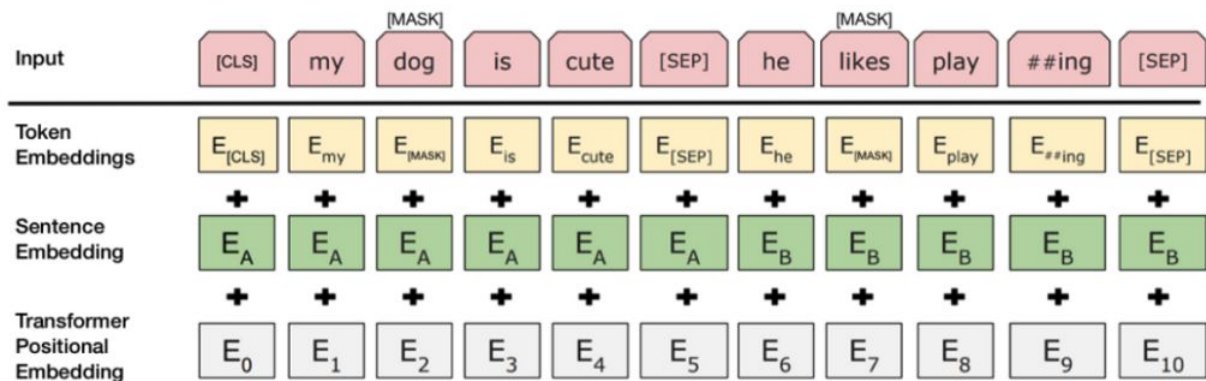 [MASK] [MASK]
Input [CLS] my dog is cute [SEP] he likes play ##ing [SEP]
Token
Embeddings
E[CLS] Emy E[MASK] Eis Ecute E[SEP] Ehe E[MASK] Eplay E##ing E[SEP]
+ + + + + + + + + + +
Sentence
Embedding
EA EA EA EA EA EA EB EB EB EB EB
+ + + + + + + + + + +
Transformer
Positional
Embedding
E0 E1 E2 E3 E4 E5 E6 E7 E8 E9 E10